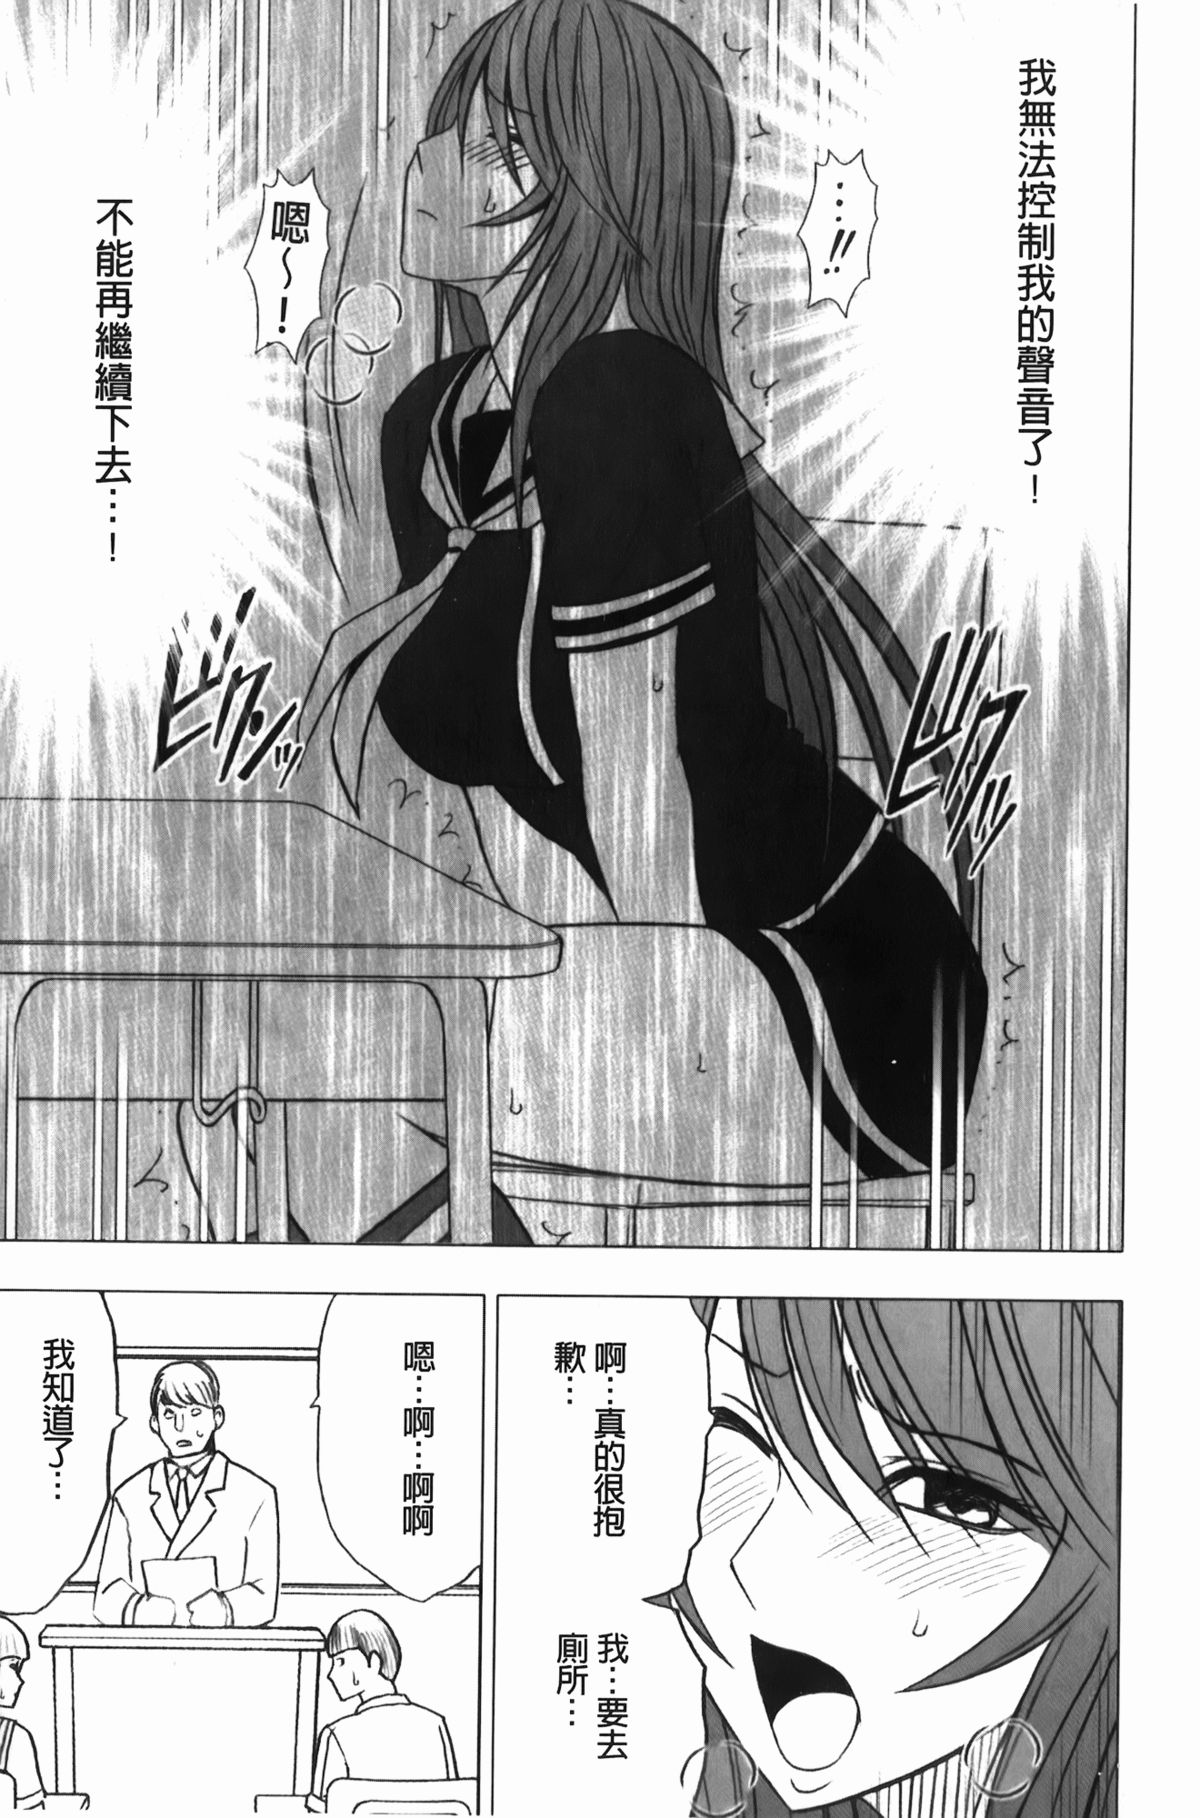 我無法控制我的聲音了！
…!!
嗯～！
不能再繼續下去…！
ビクッ
ビクンッ
啊…真的很抱
歉…
我…要去
廁所…
嗯…啊…啊啊
我知道了…